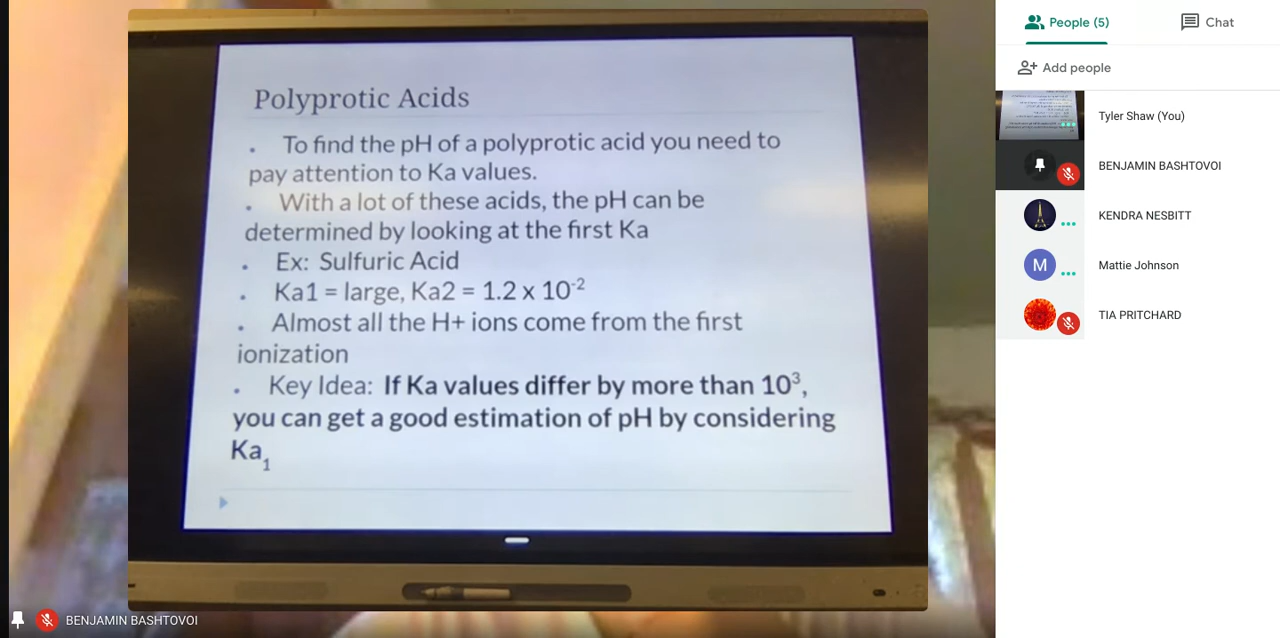 Polyprotic Acids
. To find the pH of a polyprotic acid you need to
pay attention to Ka values.
. With a lot of these acids, the pH can be
determined by looking at the first Ka
. Ex: Sulfuric Acid
. Ka1 = large, Ka2 = 1.2 x 10⁻²
. Almost all the H+ ions come from the first
ionization
. Key Idea: If Ka values differ by more than 10³,
you can get a good estimation of pH by considering
Ka₁
BENJAMIN BASHTOVOI
People (5)
Chat
Add people
Tyler Shaw (You)
BENJAMIN BASHTOVOI
KENDRA NESBITT
M
Mattie Johnson
TIA PRITCHARD